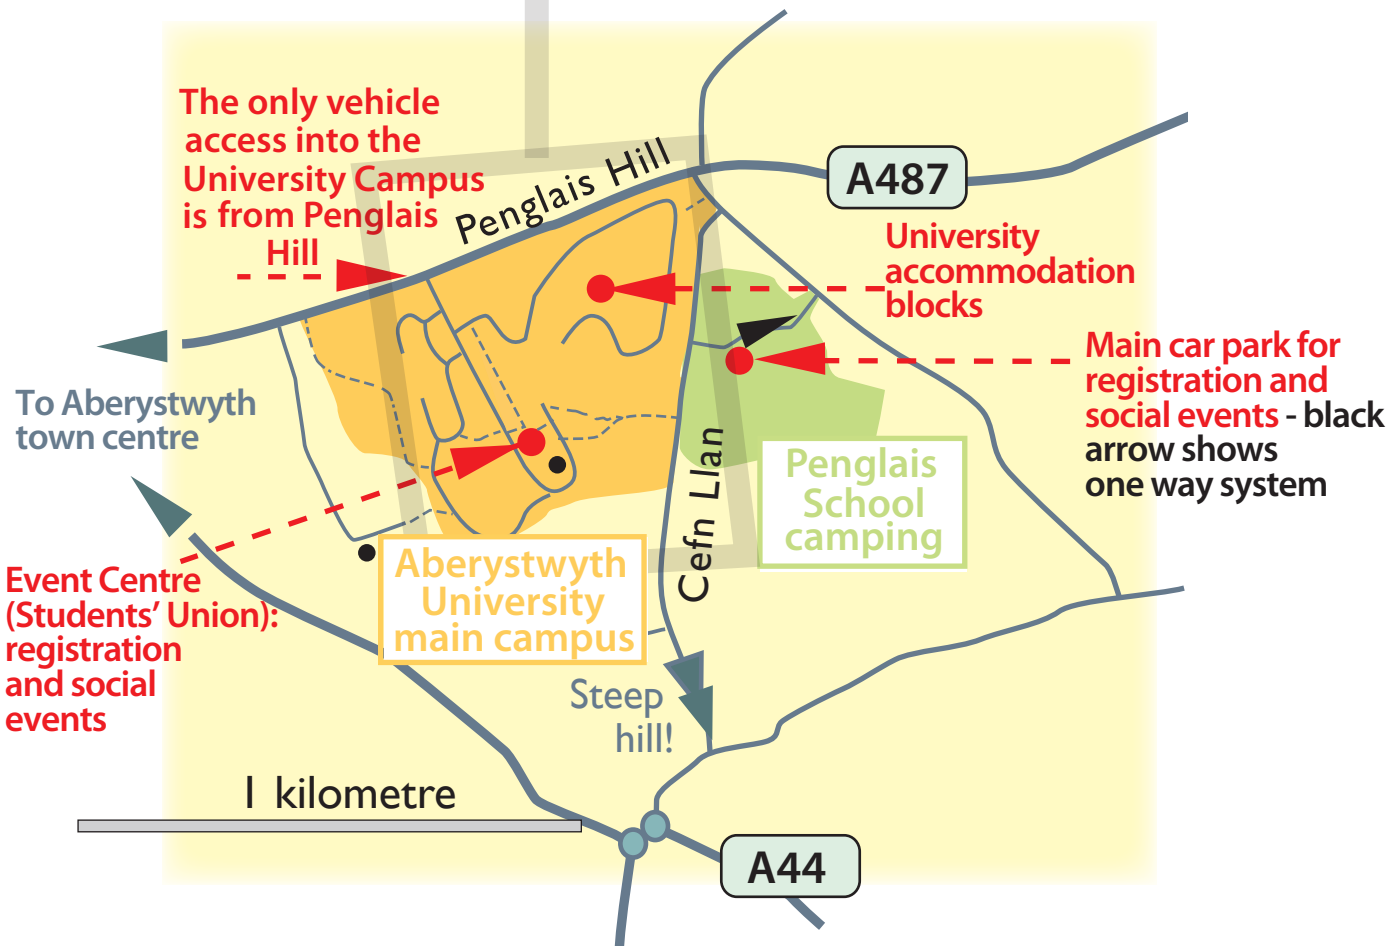 The only vehicle
access into the
University Campus
is from Penglais
Hill
Penglais Hill
A487
University
accommodation
blocks
Main car park for
registration and
social events - black
arrow shows
one way system
To Aberystwyth
town centre
Penglais
School
camping
Cefn Llan
Aberystwyth
University
main campus
Event Centre
(Students’ Union):
registration
and social
events
Steep
hill!
1 kilometre
A44